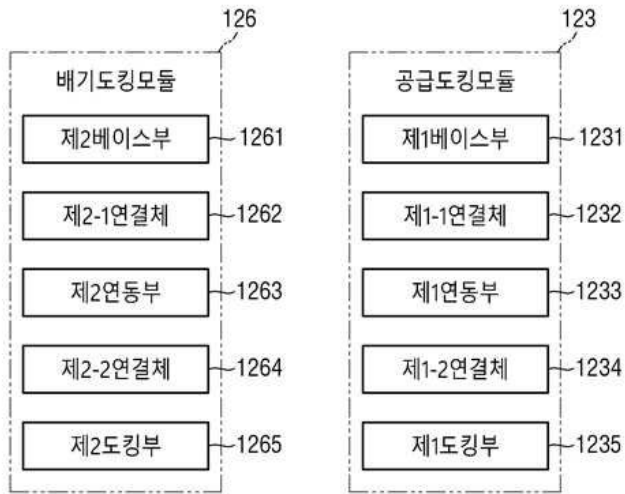 126
배기도킹모듈
제2베이스부 1261
제2-1연결체 1262
제2연동부 1263
제2-2연결체 1264
제2도킹부 1265
123
공급도킹모듈
제1베이스부 1231
제1-1연결체 1232
제1연동부 1233
제1-2연결체 1234
제1도킹부 1235